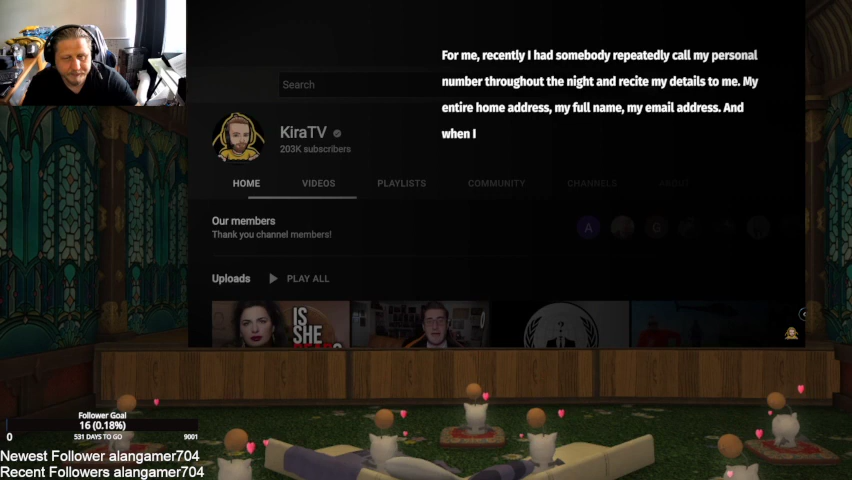 For me, recently I had somebody repeatedly call my personal
number throughout the night and recite my details to me. My
entire home address, my full name, my email address. And
when I
Search
KiraTV
203K subscribers
HOME VIDEOS PLAYLISTS COMMUNITY CHANNELS ABOUT
Our members
Thank you channel members!
A G
Uploads PLAY ALL
IS
SHE
Follower Goal
16 (0.18%)
0 531 DAYS TO GO 9001
Newest Follower alangamer704
Recent Followers alangamer704